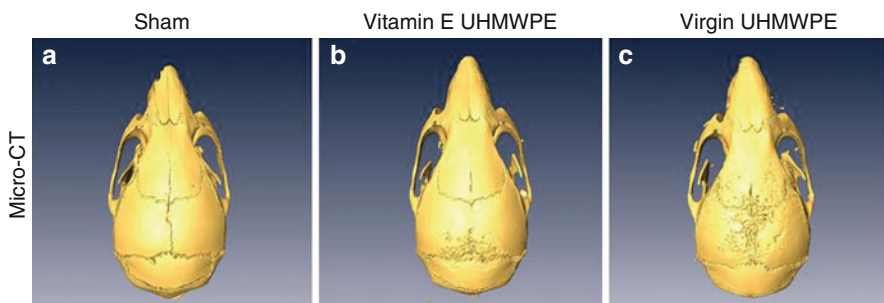 Sham
Vitamin E UHMWPE
Virgin UHMWPE
a
b
c
Micro-CT